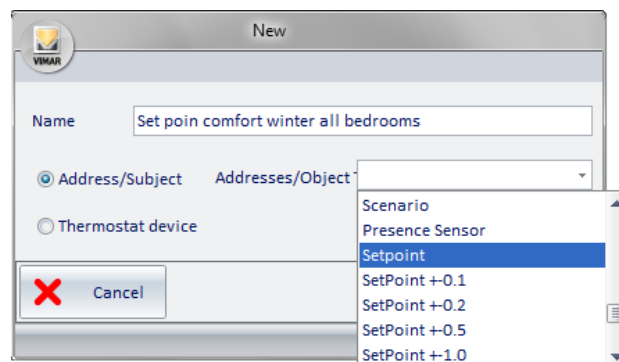 New
VIMAR
Name Set poin comfort winter all bedrooms
Address/Subject Addresses/Object
Scenario
Presence Sensor
Thermostat device
Setpoint
SetPoint +-0.1
Cancel
SetPoint +-0.2
SetPoint +-0.5
SetPoint +-1.0